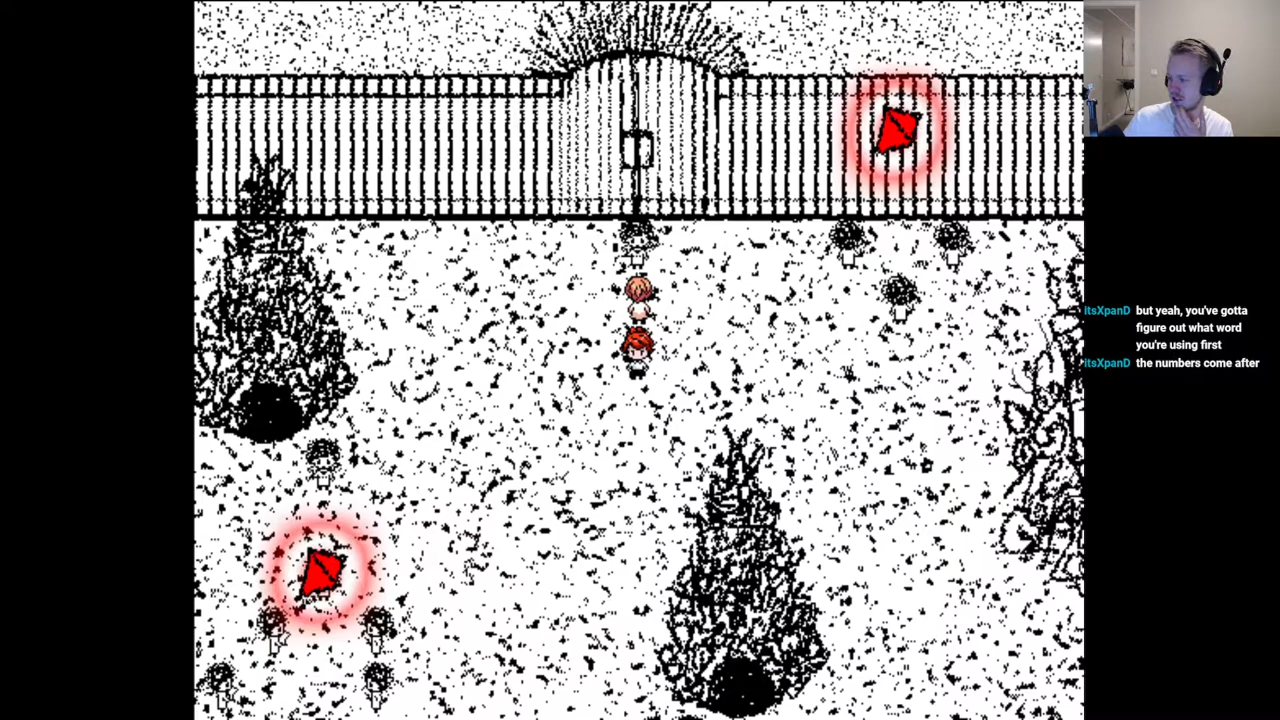 ItsXpanD but yeah, you've gotta
figure out what word
you're using first
ItsXpanD the numbers come after